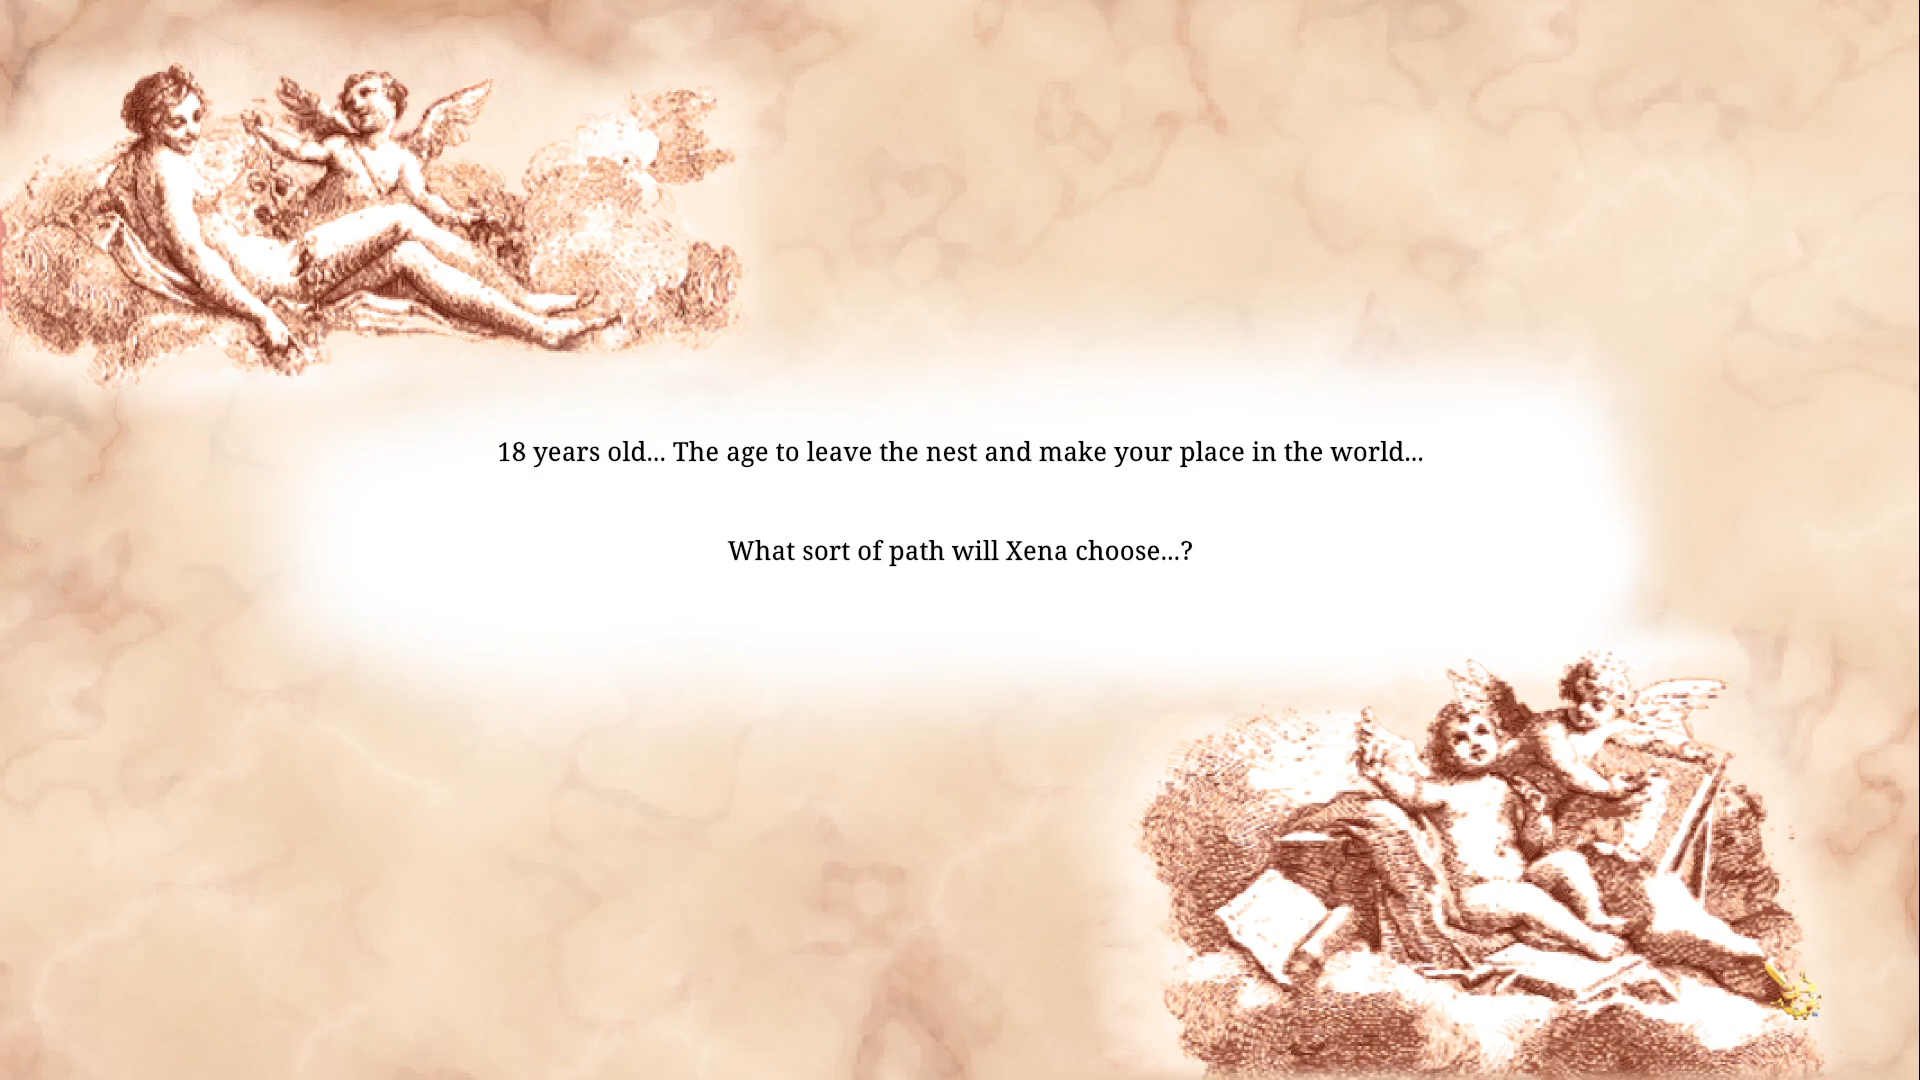 18 years old... The age to leave the nest and make your place in the world...
What sort of path will Xena choose...?